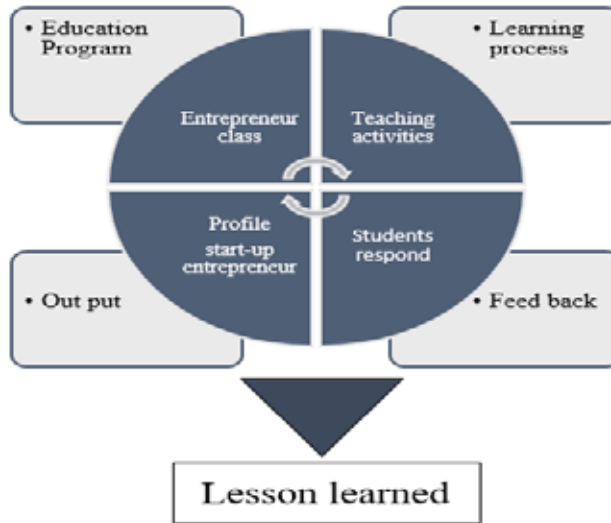 • Education
Program
• Learning
process
Entrepreneur
class
Teaching
activities
Profile
start-up
entrepreneur
Students
respond
• Out put
• Feed back
Lesson learned